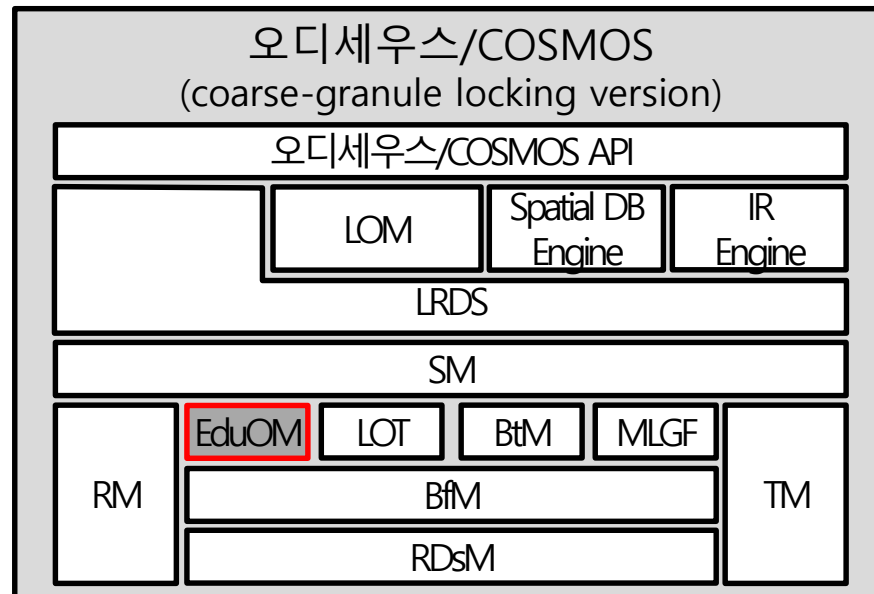 오디세우스/COSMOS
(coarse-granule locking version)
오디세우스/COSMOS API
LOM
Spatial DB
Engine
IR
Engine
LRDS
SM
RM
EduOM
LOT
BtM
MLGF
TM
BfM
RDsM